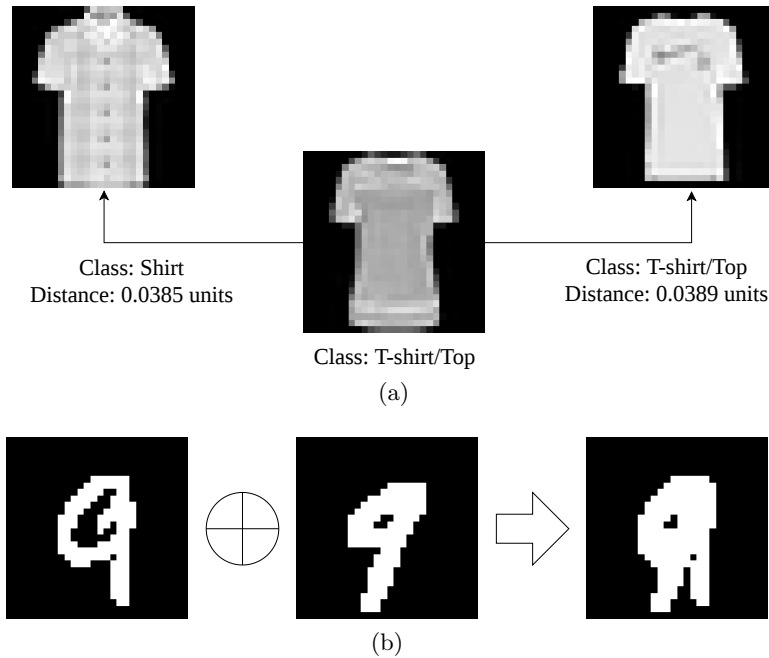 Class: Shirt
Distance: 0.0385 units
Class: T-shirt/Top
Distance: 0.0389 units
Class: T-shirt/Top
(a)
(b)